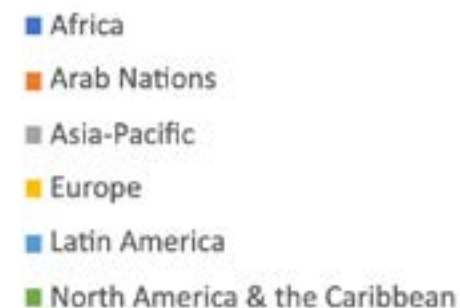 Africa
Arab Nations
Asia-Pacific
Europe
Latin America
North America & the Caribbean